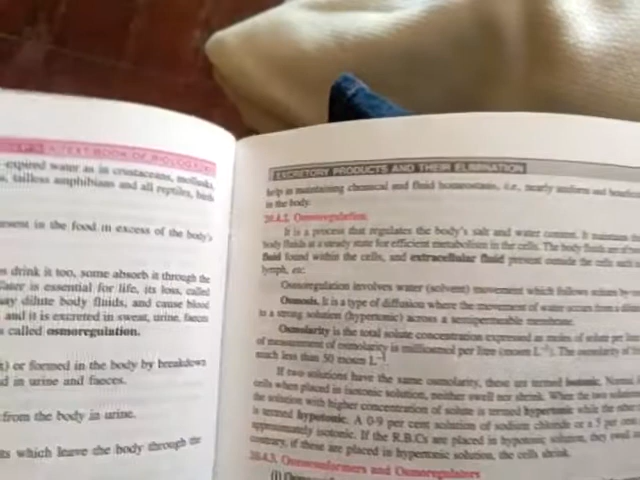 A TEXTBOOK OF BIOLOGY
expired water as in crustaceans, molluscs,
tailless amphibians and all reptiles, birds
present in the food in excess of the body's
drink it too, some absorb it through the
Water is essential for life, its loss, called
may dilute body fluids, and cause blood
and it is excreted in sweat, urine, faeces
called osmoregulation.
or formed in the body by breakdown
d in urine and faeces.
from the body in urine.
ts which leave the body through the
EXCRETORY PRODUCTS AND THEIR ELIMINATION
help in maintaining chemical and fluid homeostasis, i.e., nearly uniform and
in the body.
20.4.2. Osmoregulation
It is a process that regulates the body's salt and water content. It maintains the
body fluids at a steady state for efficient metabolism in the cells. The body fluids are
fluid found within the cells, and extracellular fluid present outside the cells such
lymph, etc.
Osmoregulation involves water (solvent) movement which follows
Osmosis. It is a type of diffusion where the movement of water occurs from
to a strong solution (hypertonic) across a semipermeable membrane.
Osmolarity is the total solute concentration expressed as moles of solute per
of measurement of osmolarity is milliosmol per litre (mosm L⁻¹). The osmolarity of
much less than 50 mosm L⁻¹.
If two solutions have the same osmolarity, these are termed isotonic. Normal
cells when placed in isotonic solution, neither swell nor shrink. When the two
the solution with higher concentration of solute is termed hypertonic while the other
is termed hypotonic. A 0·9 per cent solution of sodium chloride or a 5 per cent
approximately isotonic. If the R.B.Cs are placed in hypotonic solution, they swell
contrary, if these are placed in hypertonic solution, the cells shrink.
20.4.3. Osmoconformers and Osmoregulators
(i)